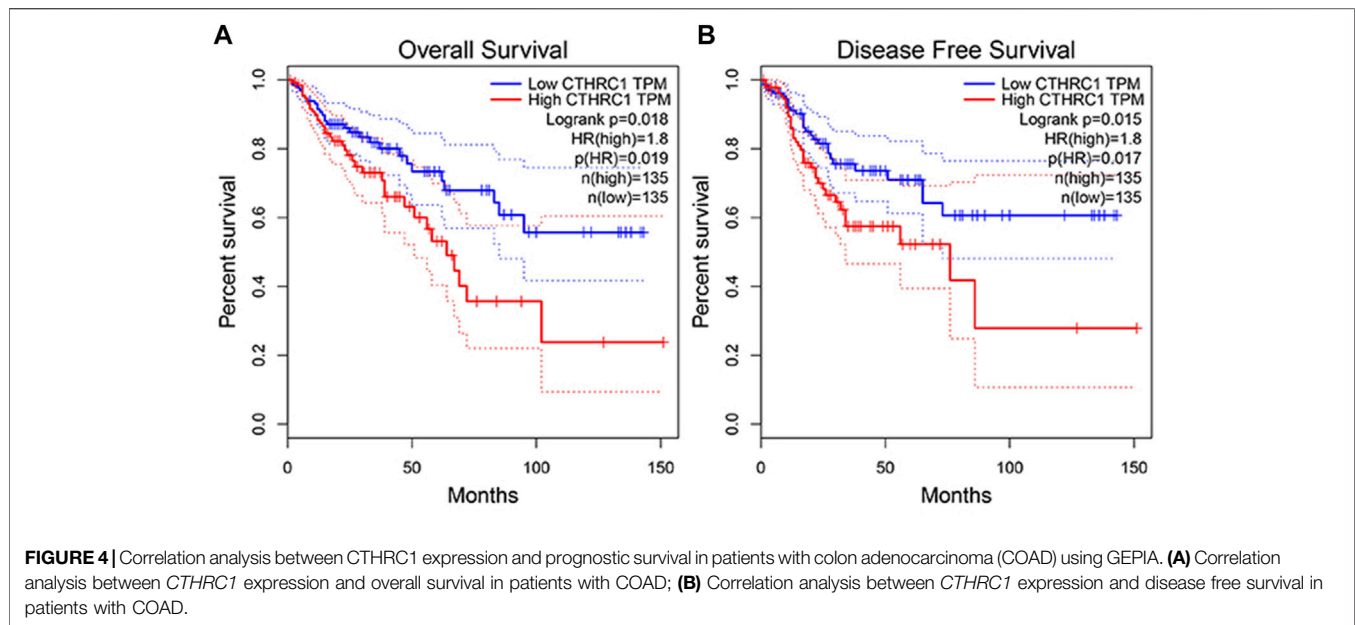 A
Overall Survival
Low CTHRC1 TPM
High CTHRC1 TPM
Logrank p=0.018
HR(high)=1.8
p(HR)=0.019
n(high)=135
n(low)=135
Percent survival
1.0
0.8
0.6
0.4
0.2
0.0
0 50 100 150
Months
B
Disease Free Survival
Low CTHRC1 TPM
High CTHRC1 TPM
Logrank p=0.015
HR(high)=1.8
p(HR)=0.017
n(high)=135
n(low)=135
Percent survival
1.0
0.8
0.6
0.4
0.2
0.0
0 50 100 150
Months
FIGURE 4 | Correlation analysis between CTHRC1 expression and prognostic survival in patients with colon adenocarcinoma (COAD) using GEPIA. (A) Correlation
analysis between CTHRC1 expression and overall survival in patients with COAD; (B) Correlation analysis between CTHRC1 expression and disease free survival in
patients with COAD.